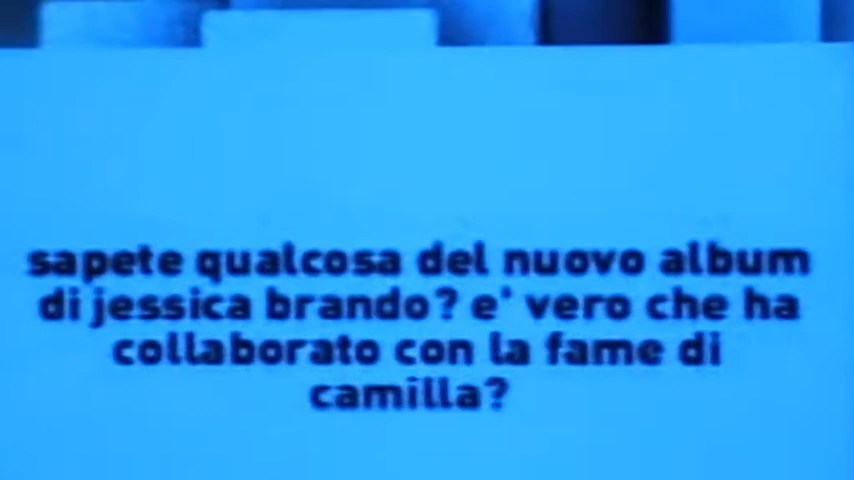 sapete qualcosa del nuovo album
di jessica brando? e' vero che ha
collaborato con la fame di
camilla?